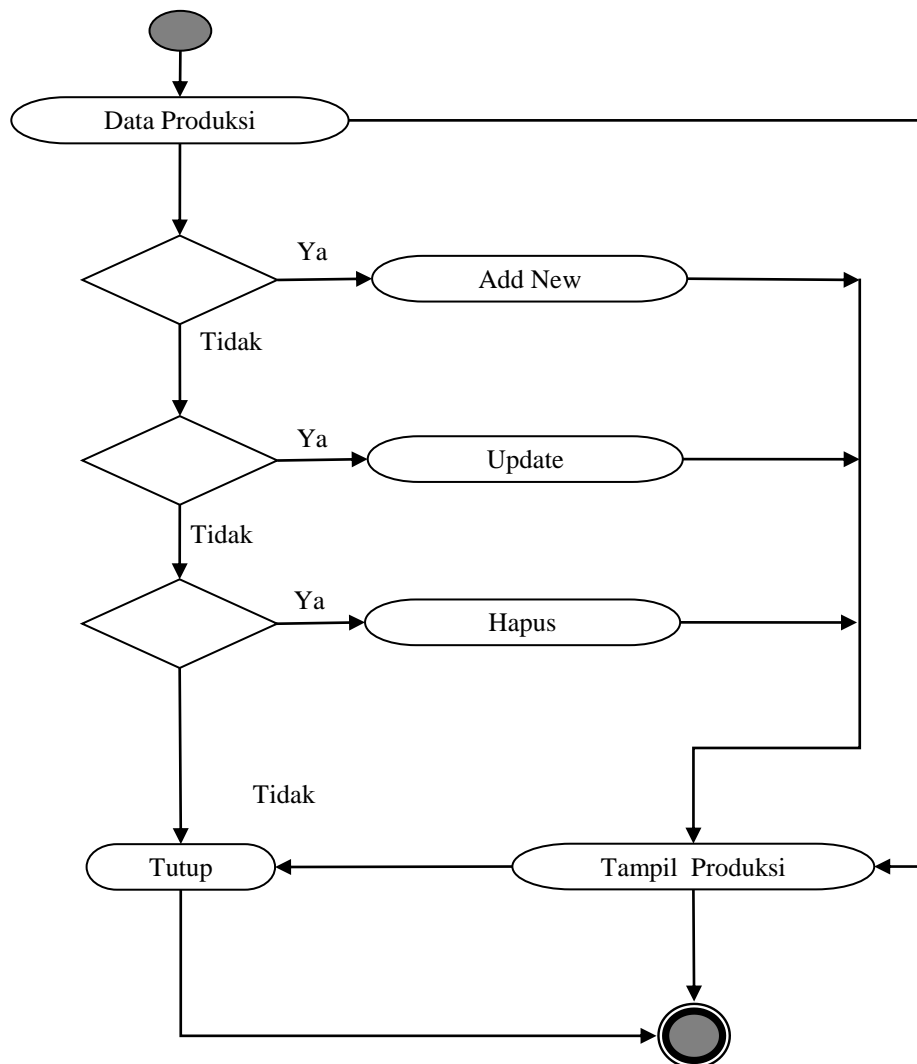 Data Produksi
Ya
Add New
Tidak
Ya
Update
Tidak
Ya
Hapus
Tidak
Tutup
Tampil Produksi